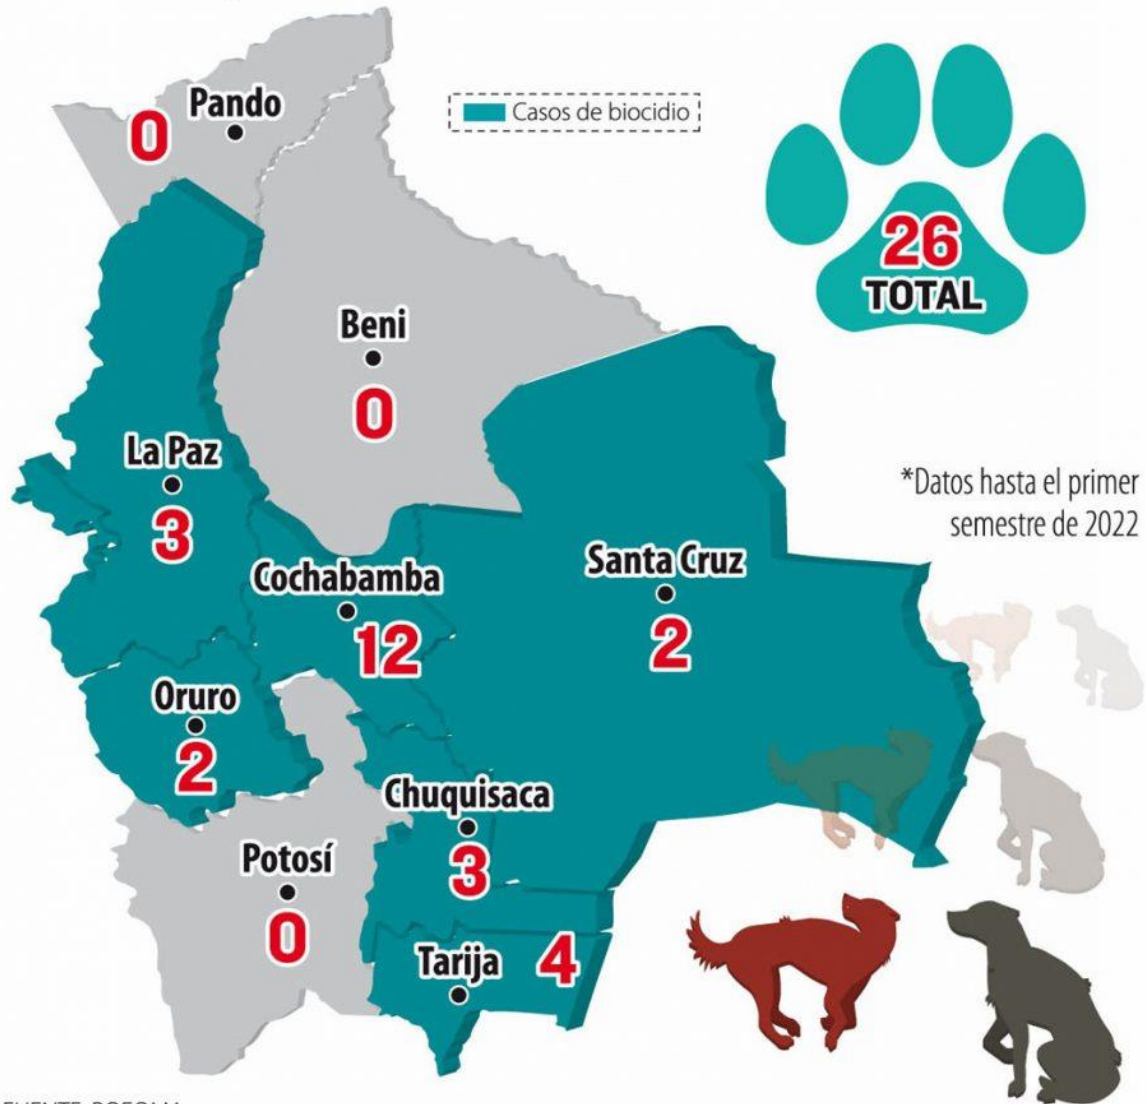 Pando
0
Casos de biocidio
26
TOTAL
Beni
0
La Paz
3
*Datos hasta el primer
semestre de 2022
Santa Cruz
2
Cochabamba
12
Oruro
2
Chuquisaca
3
Potosí
0
Tarija
4